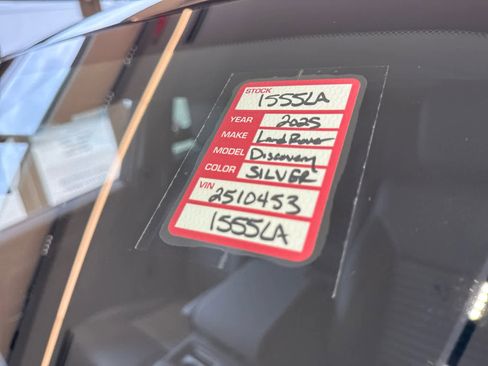 STOCK
1555LA
YEAR 2025
MAKE Land Rover
MODEL Discovery
COLOR SILVER
VIN
2510453
1555LA